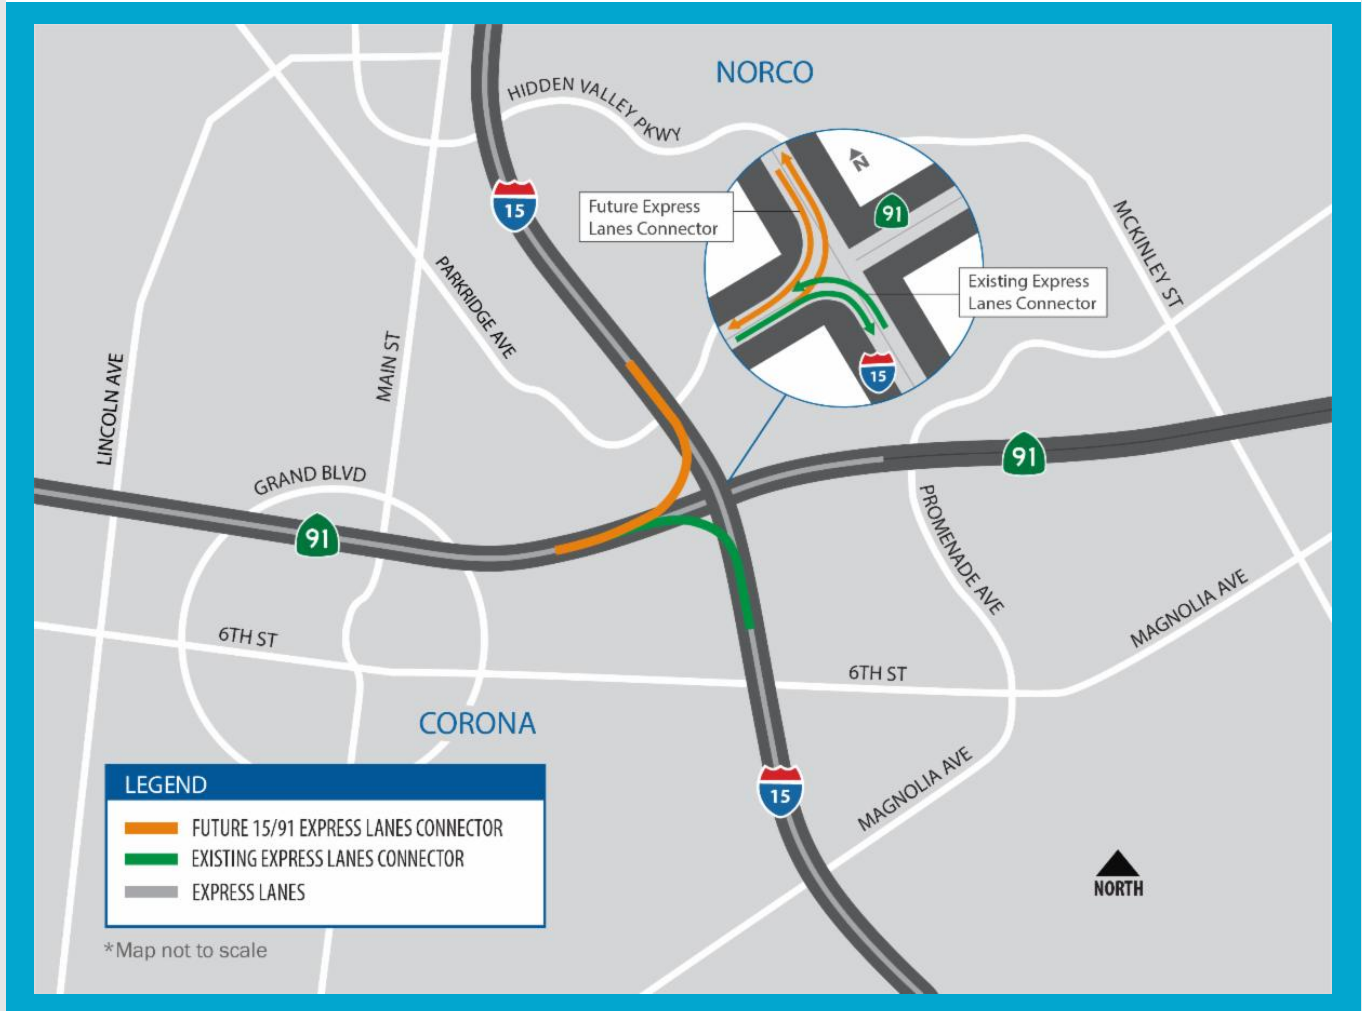 NORCO
HIDDEN VALLEY PKWY
N
15
Future Express
Lanes Connector
91
MCKINLEY ST
PARKRIDGE AVE
Existing Express
Lanes Connector
15
MAIN ST
LINCOLN AVE
91
GRAND BLVD
91
PROMENADE AVE
MAGNOLIA AVE
6TH ST
6TH ST
CORONA
15
MAGNOLIA AVE
LEGEND
FUTURE 15/91 EXPRESS LANES CONNECTOR
EXISTING EXPRESS LANES CONNECTOR
EXPRESS LANES
NORTH
*Map not to scale